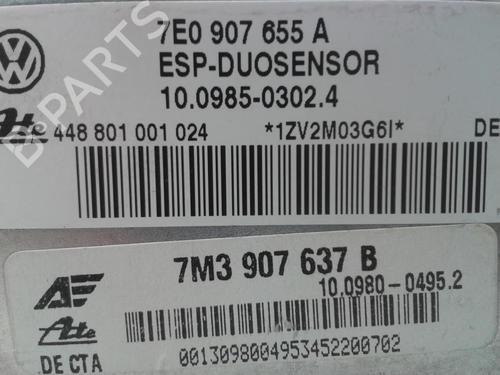 7E0 907 655 A
ESP-DUOSENSOR
10.0985-0302.4
Ate 448 801 001 024 *1ZV2M03G6I* DE
7M3 907 637 B
10.0980-0495.2
Ate
DE CTA
0013098004953452200702
B-PARTS